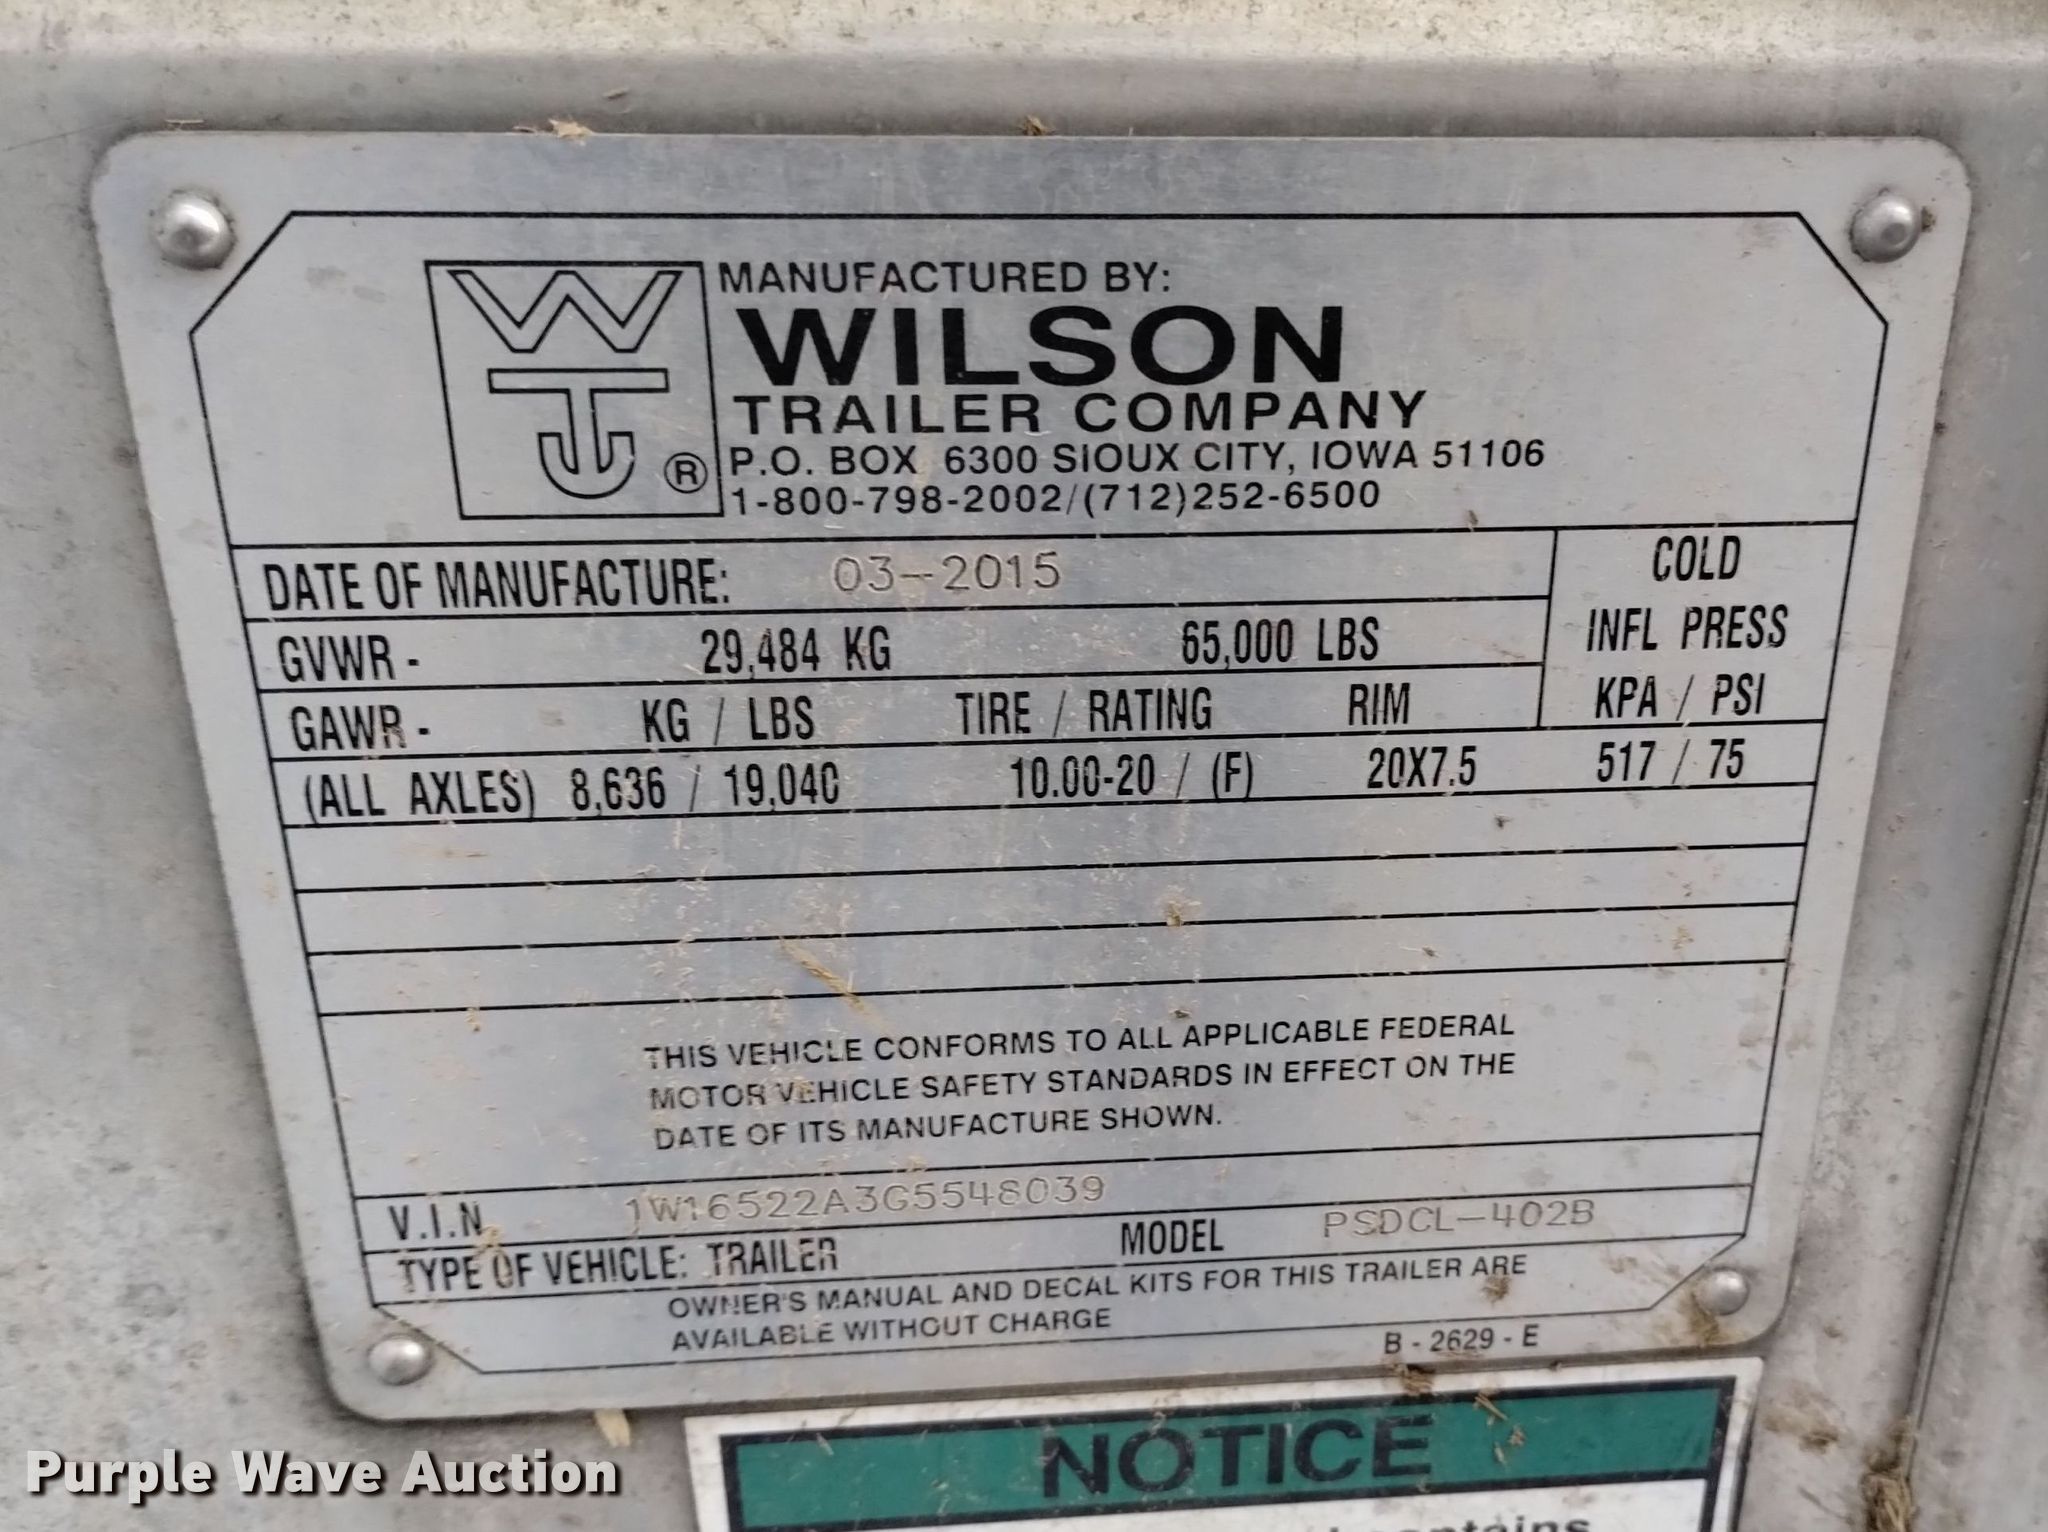 MANUFACTURED BY:
WILSON
TRAILER COMPANY
P.O. BOX 6300 SIOUX CITY, IOWA 51106
1-800-798-2002/(712)252-6500
WT ®
DATE OF MANUFACTURE: 03-2015
COLD
INFL PRESS
KPA / PSI
GVWR - 29,484 KG 65,000 LBS
GAWR - KG / LBS TIRE / RATING RIM
(ALL AXLES) 8,636 / 19,040 10.00-20 / (F) 20X7.5 517 / 75
THIS VEHICLE CONFORMS TO ALL APPLICABLE FEDERAL
MOTOR VEHICLE SAFETY STANDARDS IN EFFECT ON THE
DATE OF ITS MANUFACTURE SHOWN.
V.I.N 1W16522A3G5548039
TYPE OF VEHICLE: TRAILER MODEL PSDCL-402B
OWNER'S MANUAL AND DECAL KITS FOR THIS TRAILER ARE
AVAILABLE WITHOUT CHARGE
B - 2629 - E
NOTICE
contains
Purple Wave Auction